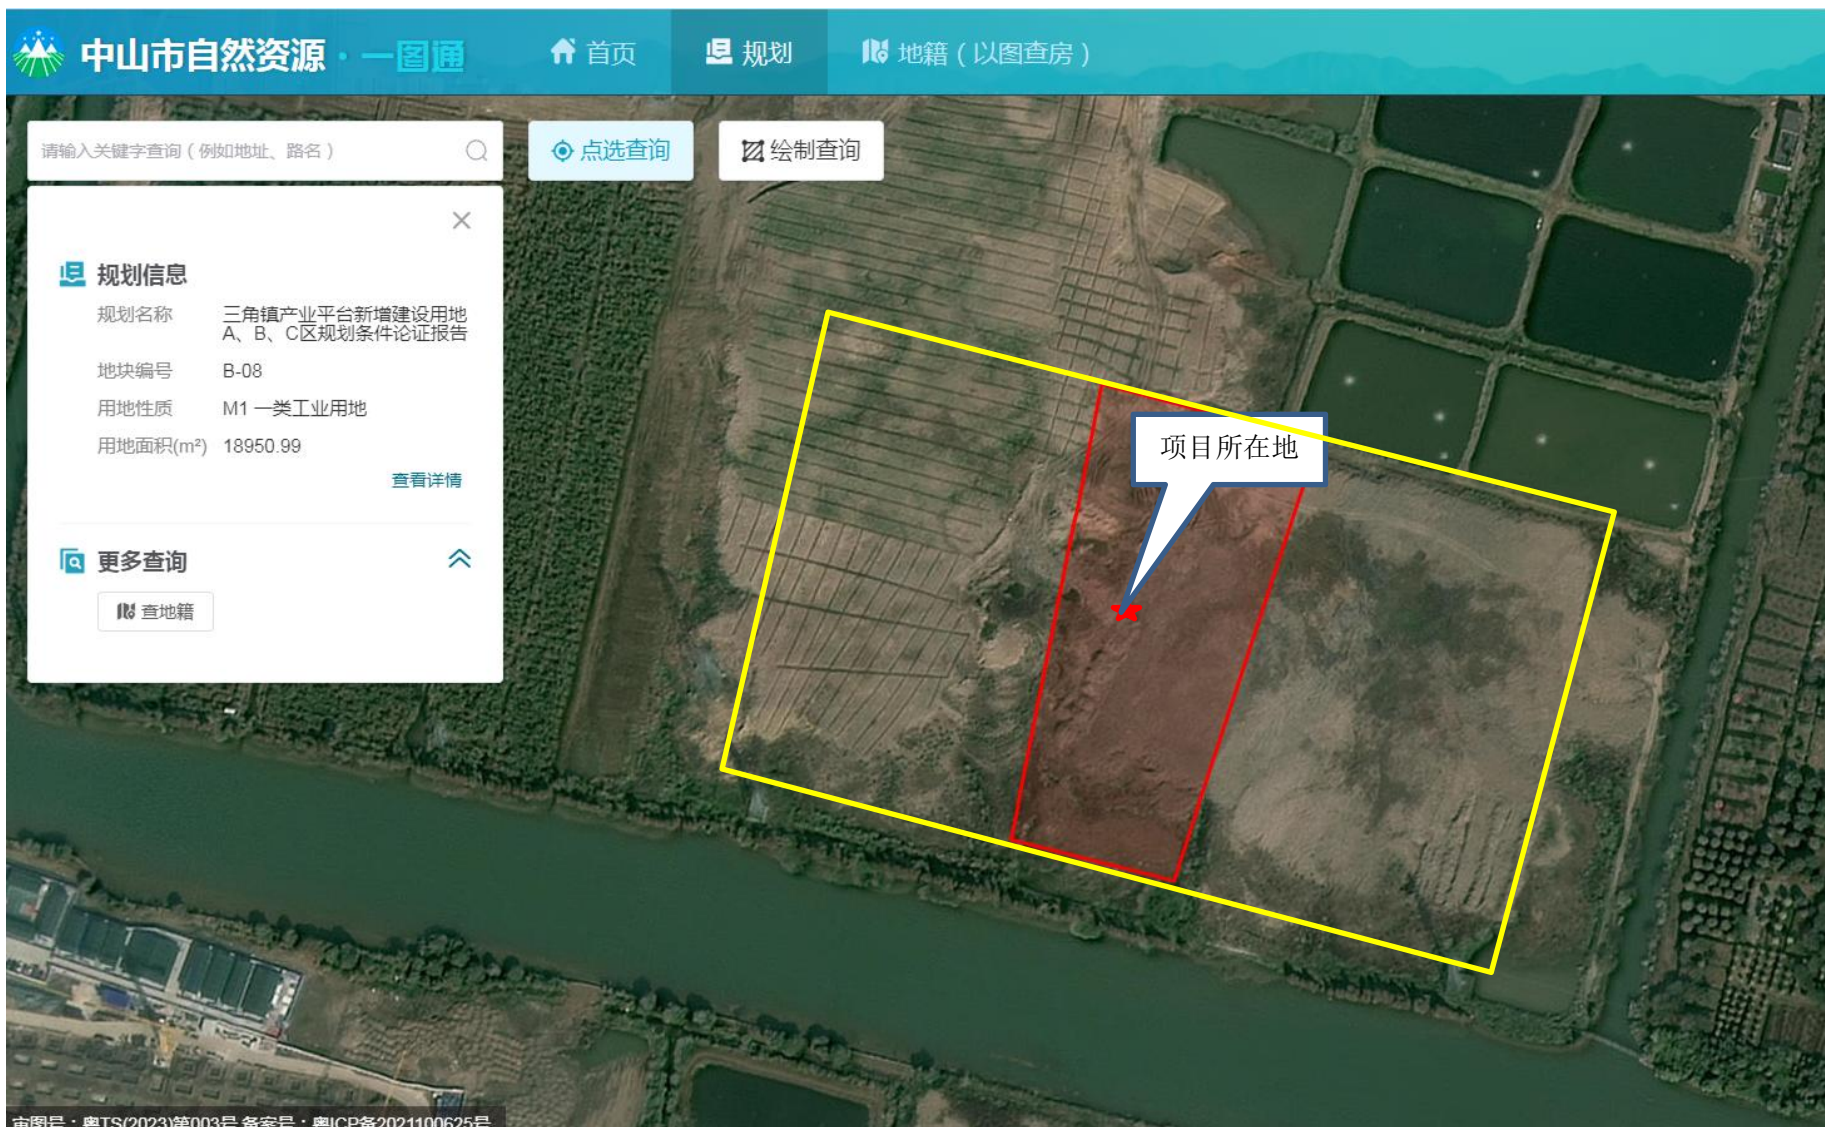 中山市自然资源·一图通
首页
规划
地籍(以图查房)
请输入关键字查询(例如地址、路名)
点选查询
绘制查询
规划信息
规划名称 三角镇产业平台新增建设用地
A、B、C区规划条件论证报告
地块编号 B-08
用地性质 M1 一类工业用地
用地面积(m²) 18950.99
查看详情
更多查询
查地籍
项目所在地
审图号:粤TS(2023)第003号 备案号:粤ICP备2021100625号